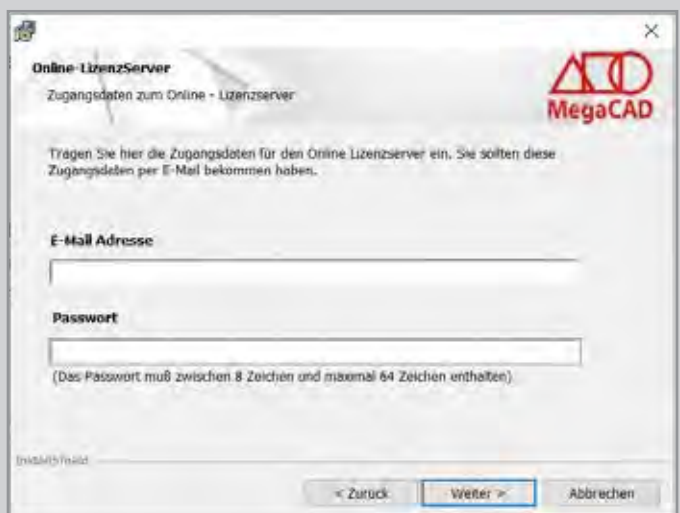 Online-LizenzServer
Zugangsdaten zum Online - Lizenzserver
MegaCAD
Tragen Sie hier die Zugangsdaten für den Online Lizenzserver ein. Sie sollten diese
Zugangsdaten per E-Mail bekommen haben.
E-Mail Adresse
Passwort
(Das Passwort muß zwischen 8 Zeichen und maximal 64 Zeichen enthalten)
InstallShield
< Zurück
Weiter >
Abbrechen